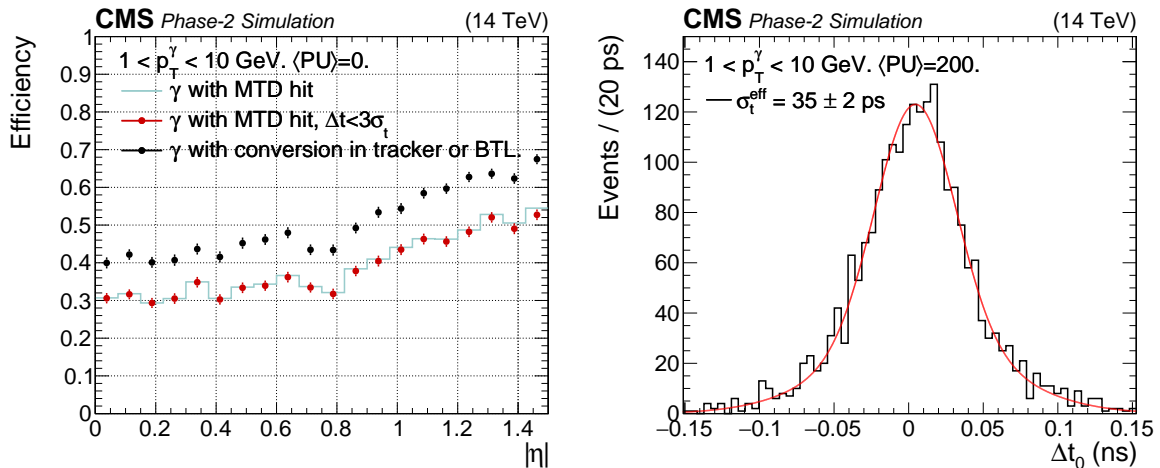 CMS Phase-2 Simulation (14 TeV)
Efficiency
1 < p_T^γ < 10 GeV. ⟨PU⟩=0.
γ with MTD hit
γ with MTD hit, Δt<3σ_t
γ with conversion in tracker or BTL.
1
0.9
0.8
0.7
0.6
0.5
0.4
0.3
0.2
0.1
0
0 0.2 0.4 0.6 0.8 1 1.2 1.4
|η|
CMS Phase-2 Simulation (14 TeV)
Events / (20 ps)
1 < p_T^γ < 10 GeV. ⟨PU⟩=200.
σ_t^eff = 35 ± 2 ps
140
120
100
80
60
40
20
0
−0.15 −0.1 −0.05 0 0.05 0.1 0.15
Δt_0 (ns)